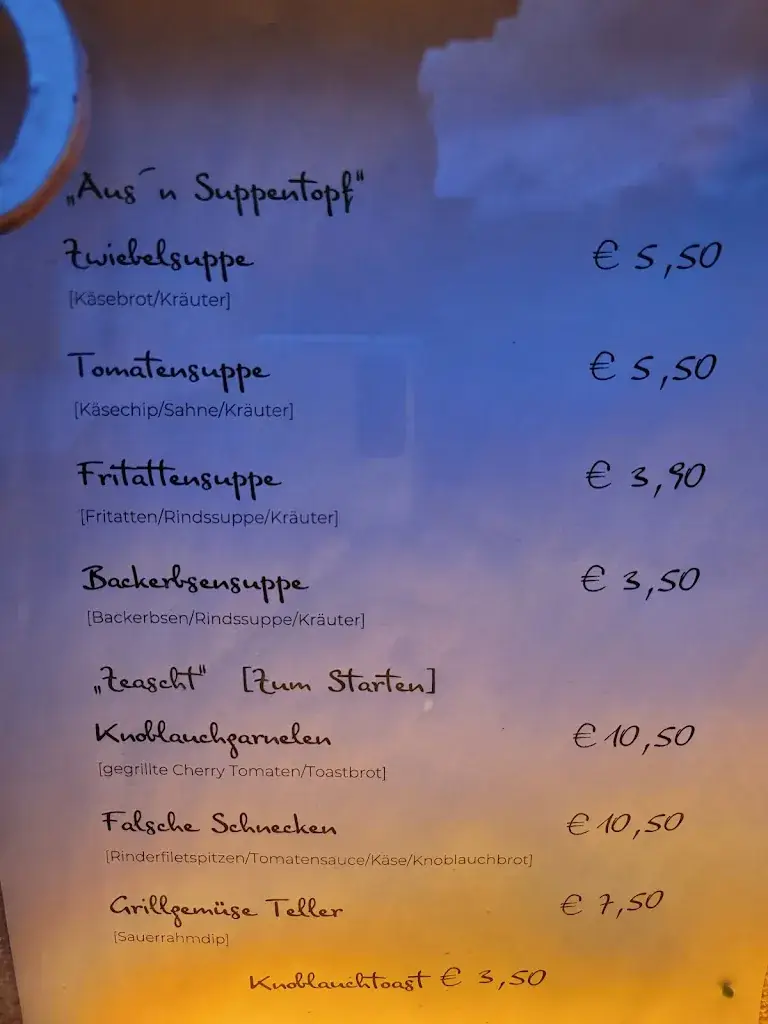 „Aus´n Suppentopf"
Zwiebelsuppe € 5,50
[Käsebrot/Kräuter]
Tomatensuppe € 5,50
[Käsechip/Sahne/Kräuter]
Fritattensuppe € 3,90
[Fritatten/Rindssuppe/Kräuter]
Backerbsensuppe € 3,50
[Backerbsen/Rindssuppe/Kräuter]
„Zeascht" [Zum Starten]
Knoblauchgarnelen € 10,50
[gegrillte Cherry Tomaten/Toastbrot]
Falsche Schnecken € 10,50
[Rinderfiletspitzen/Tomatensauce/Käse/Knoblauchbrot]
Grillgemüse Teller € 7,50
[Sauerrahmdip]
Knoblauchtoast € 3,50